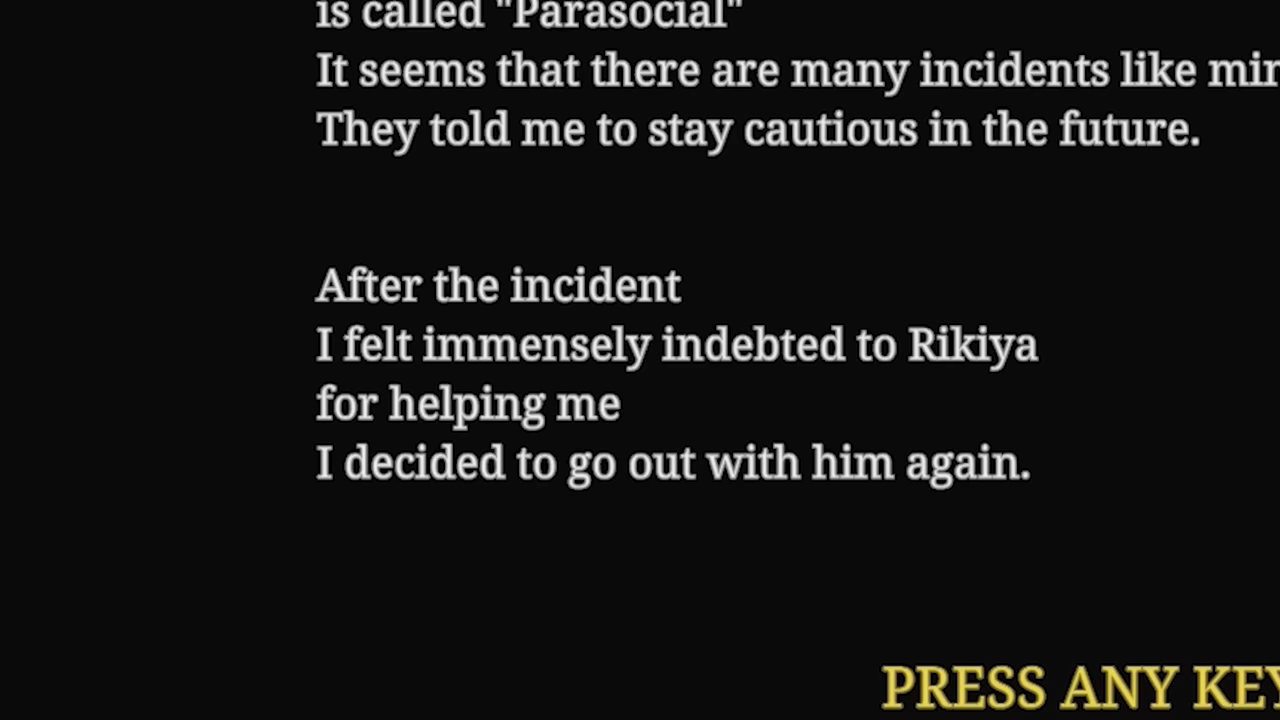 is called "Parasocial"
It seems that there are many incidents like
They told me to stay cautious in the future.
After the incident
I felt immensely indebted to Rikiya
for helping me
I decided to go out with him again.
PRESS ANY KEY